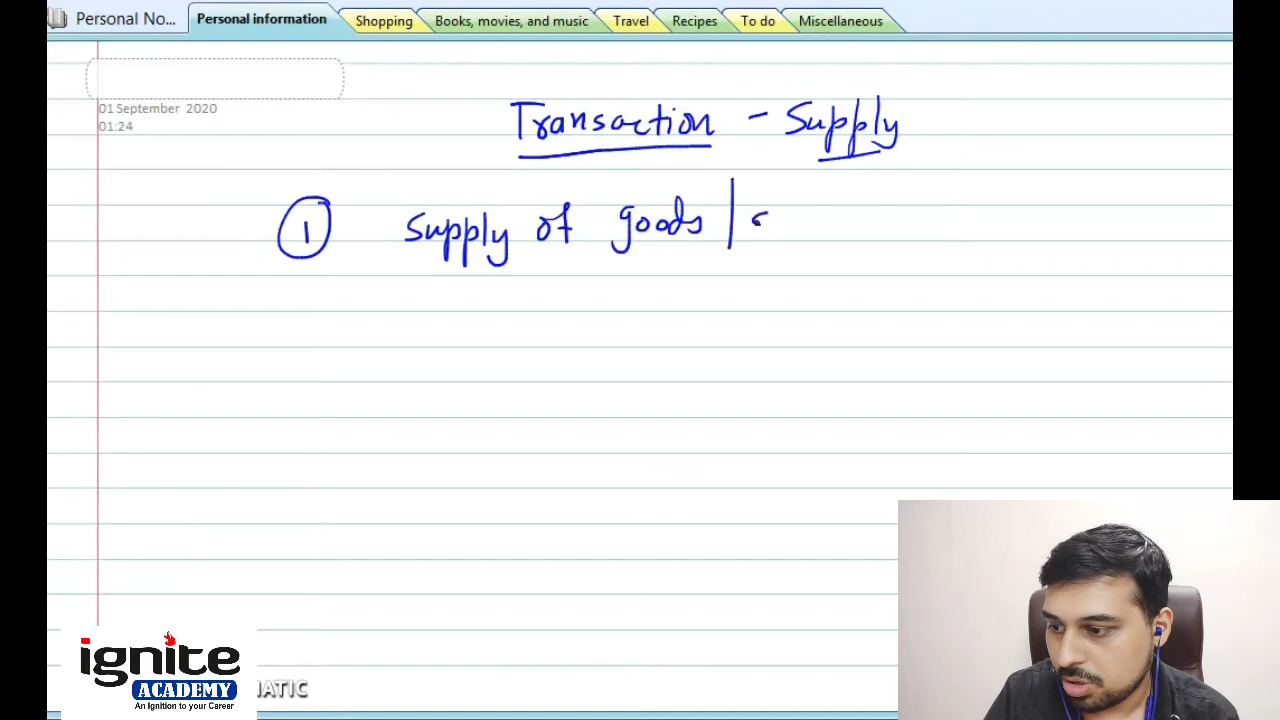 Personal No... Personal information Shopping Books, movies, and music Travel Recipes To do Miscellaneous
01 September 2020
01:24
Transaction - Supply
1 Supply of goods |
ignite
ACADEMY
An Ignition to your Career